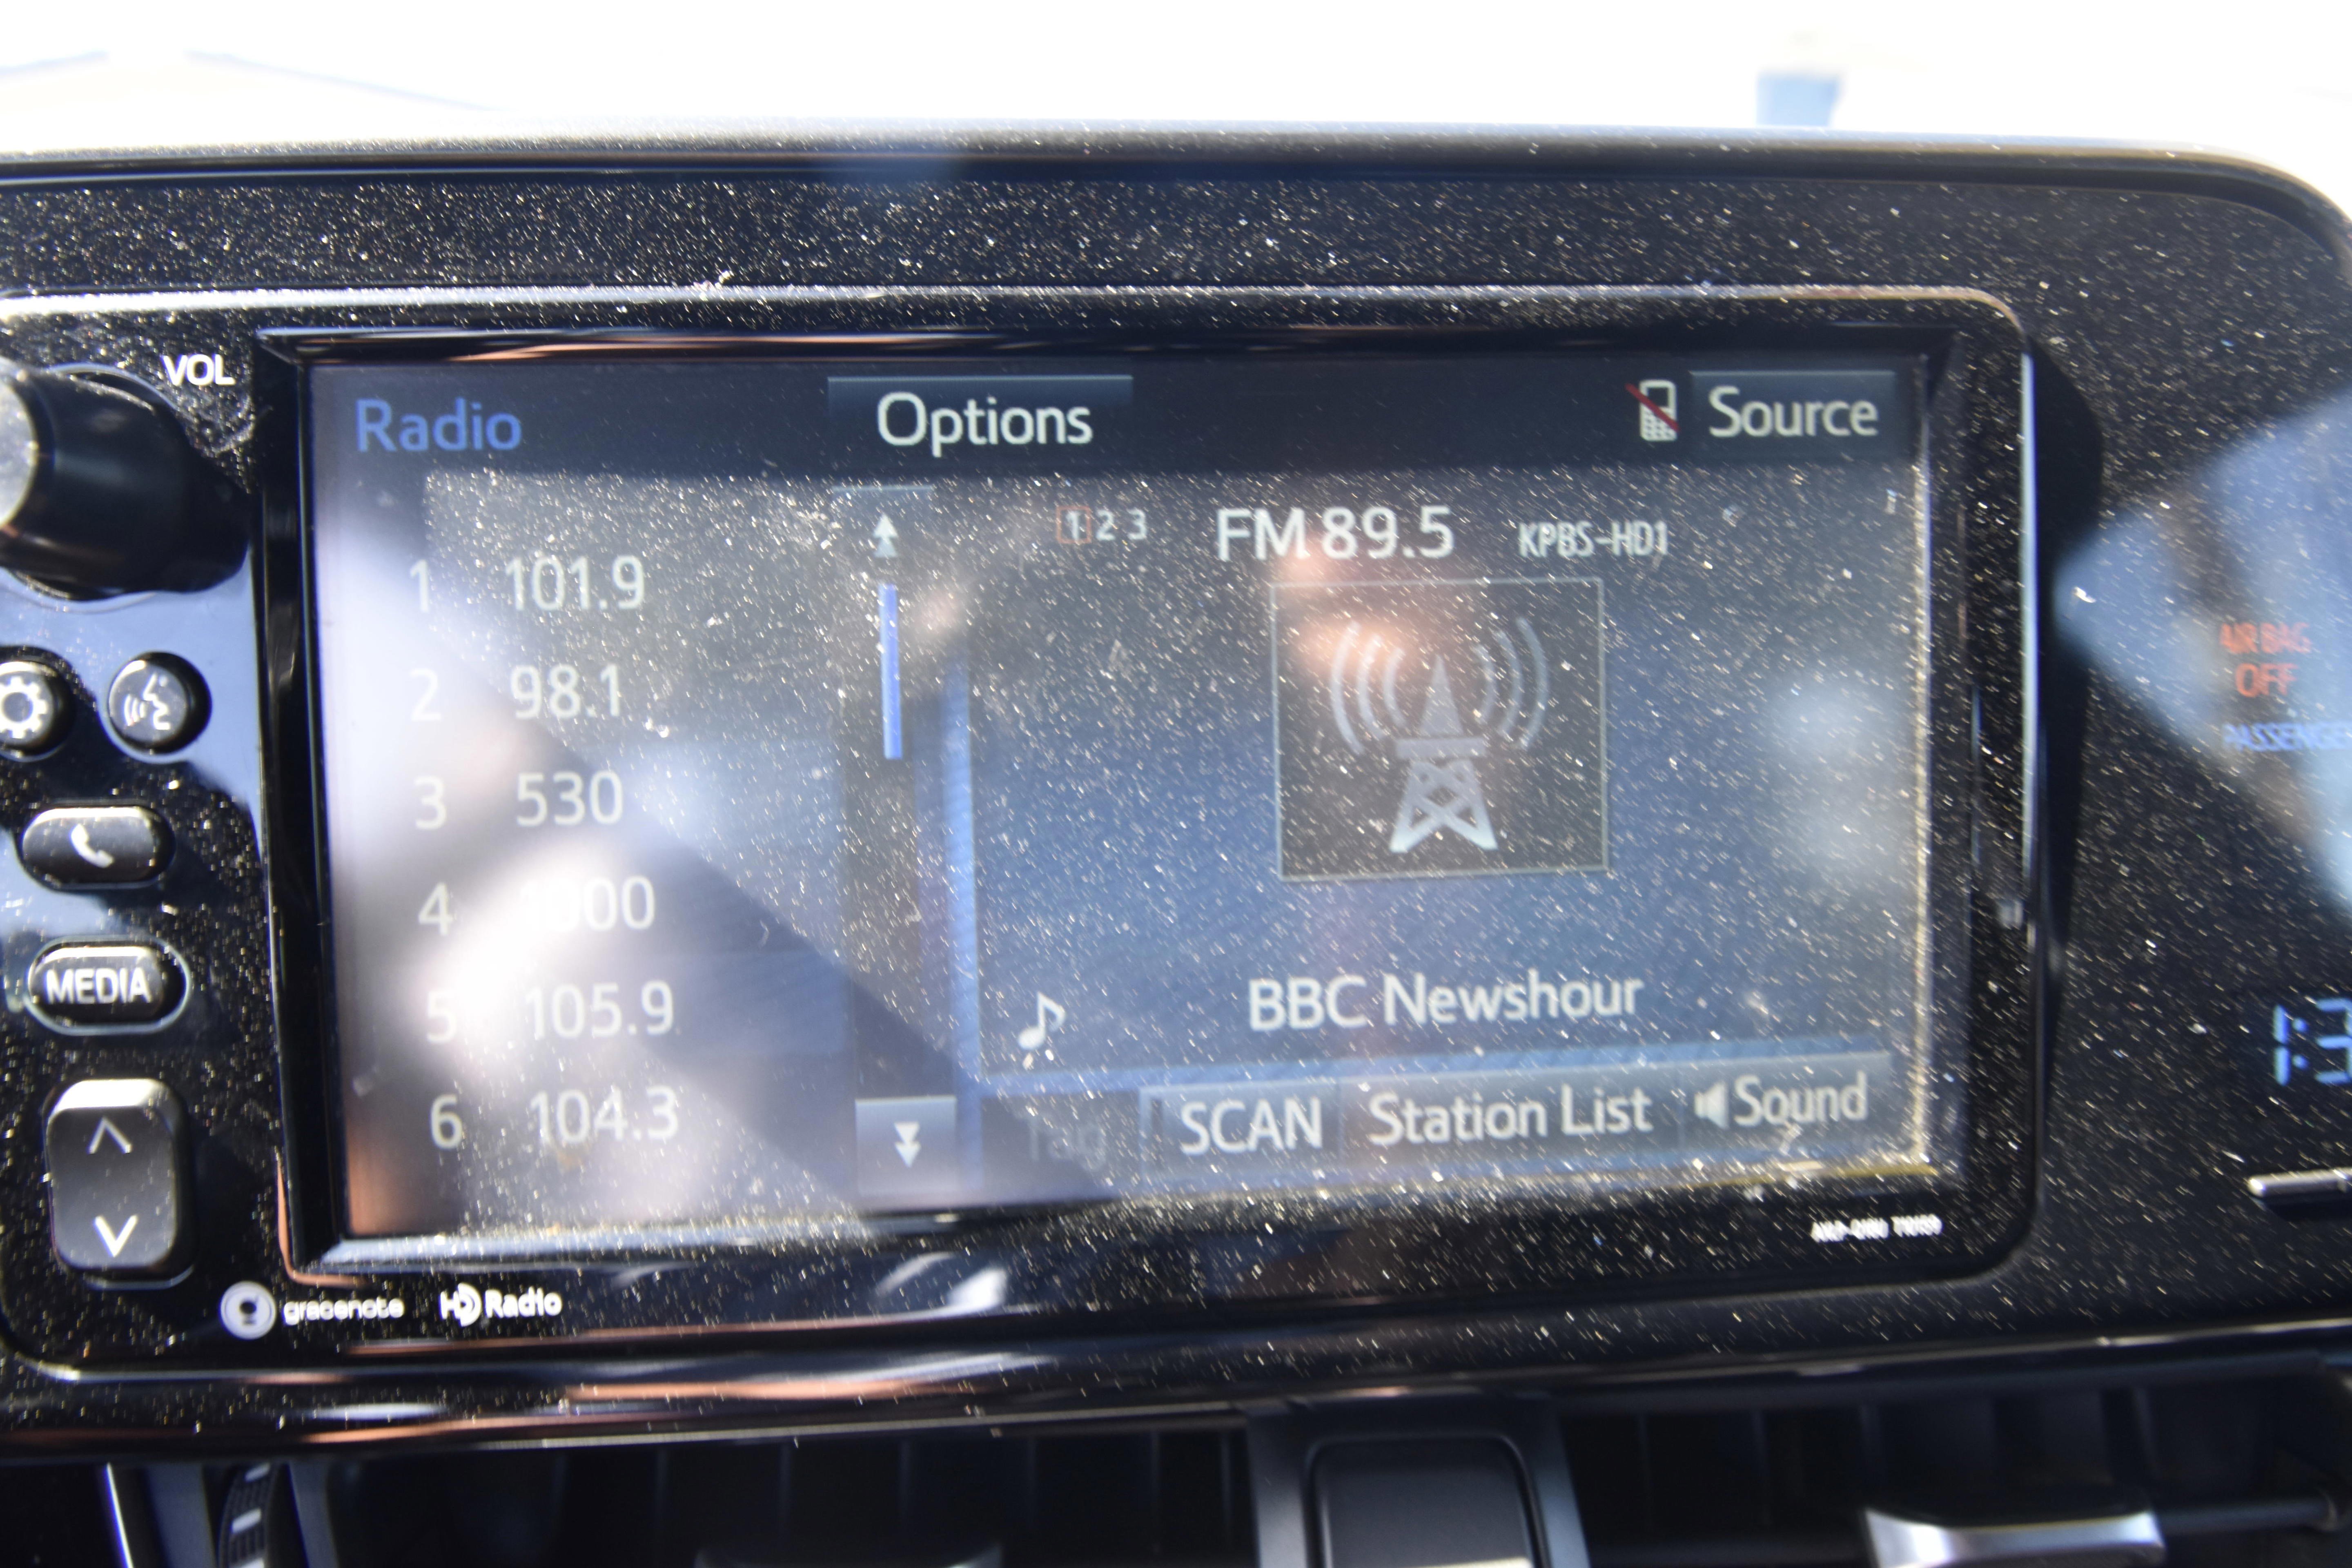 VOL
Radio
Options
Source
1 2 3 FM 89.5 KPBS-HD1
1 101.9
2 98.1
3 530
4 1000
5 105.9
6 104.3
BBC Newshour
Tag SCAN Station List Sound
MEDIA
gracenote HD Radio
AIR BAG
OFF